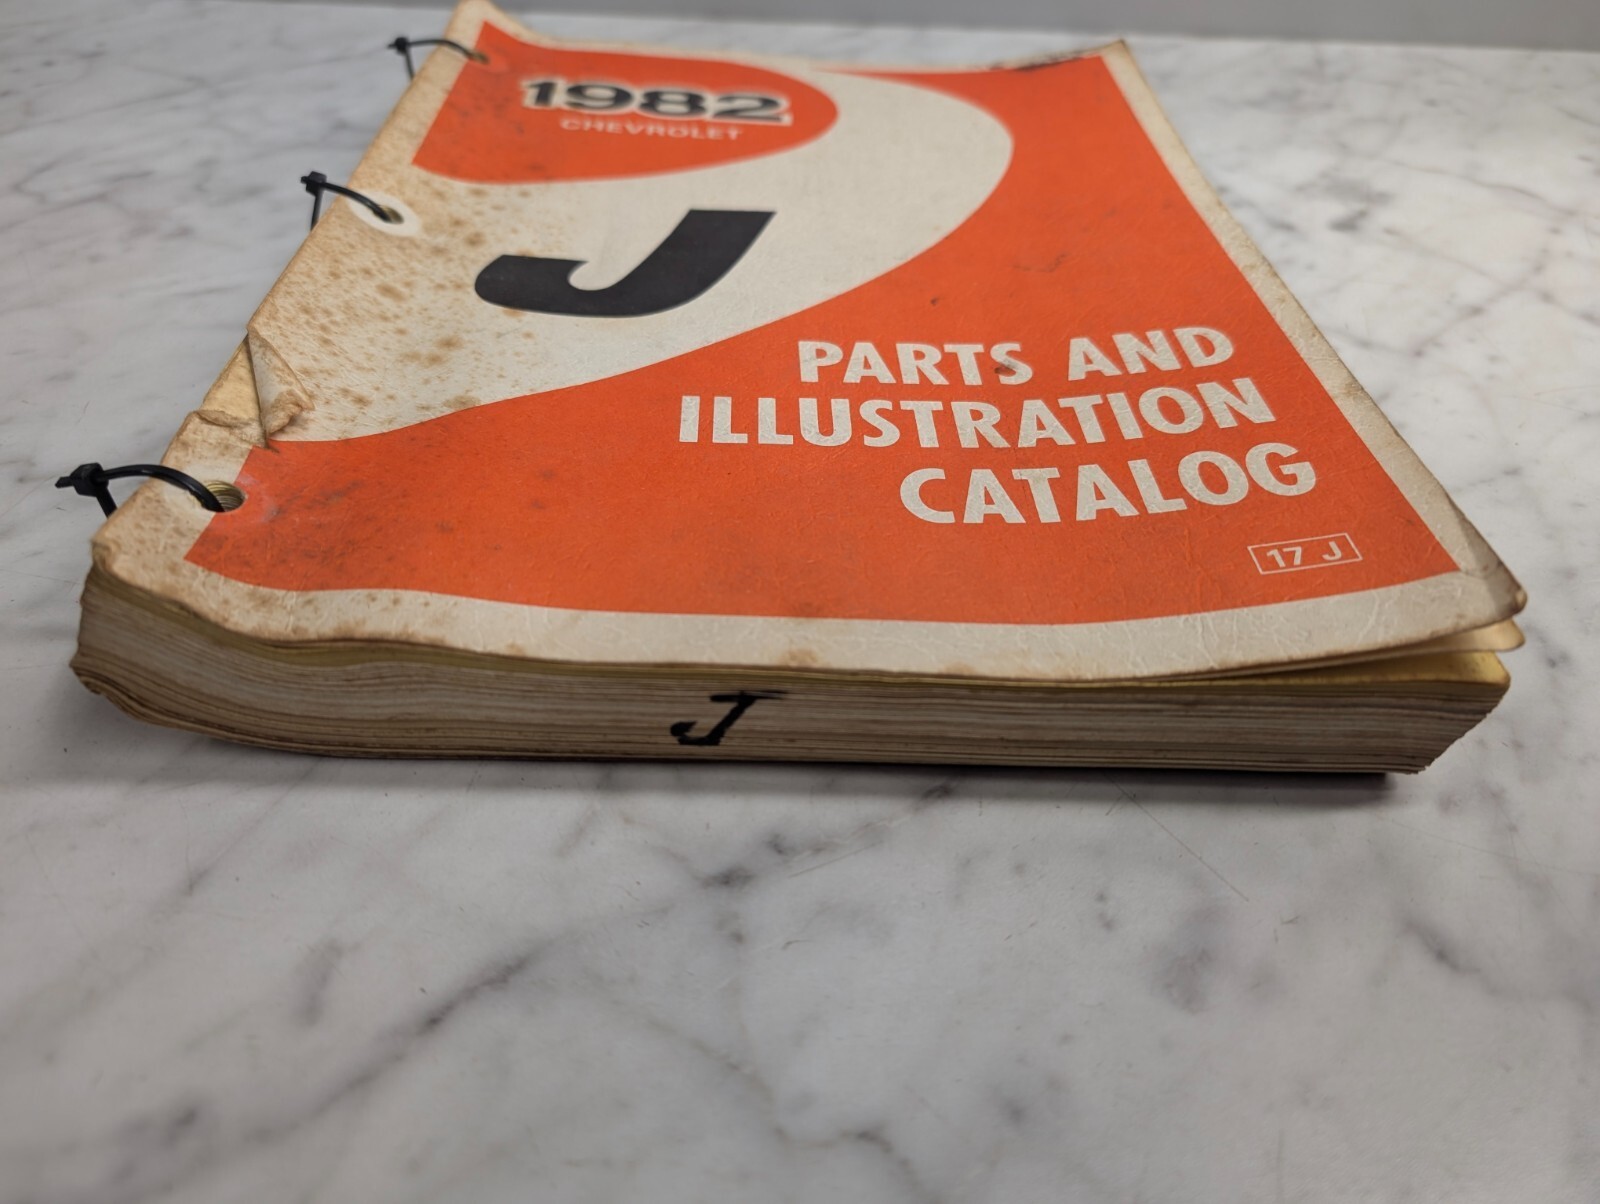 1982
CHEVROLET
J
PARTS AND
ILLUSTRATION
CATALOG
17 J
J